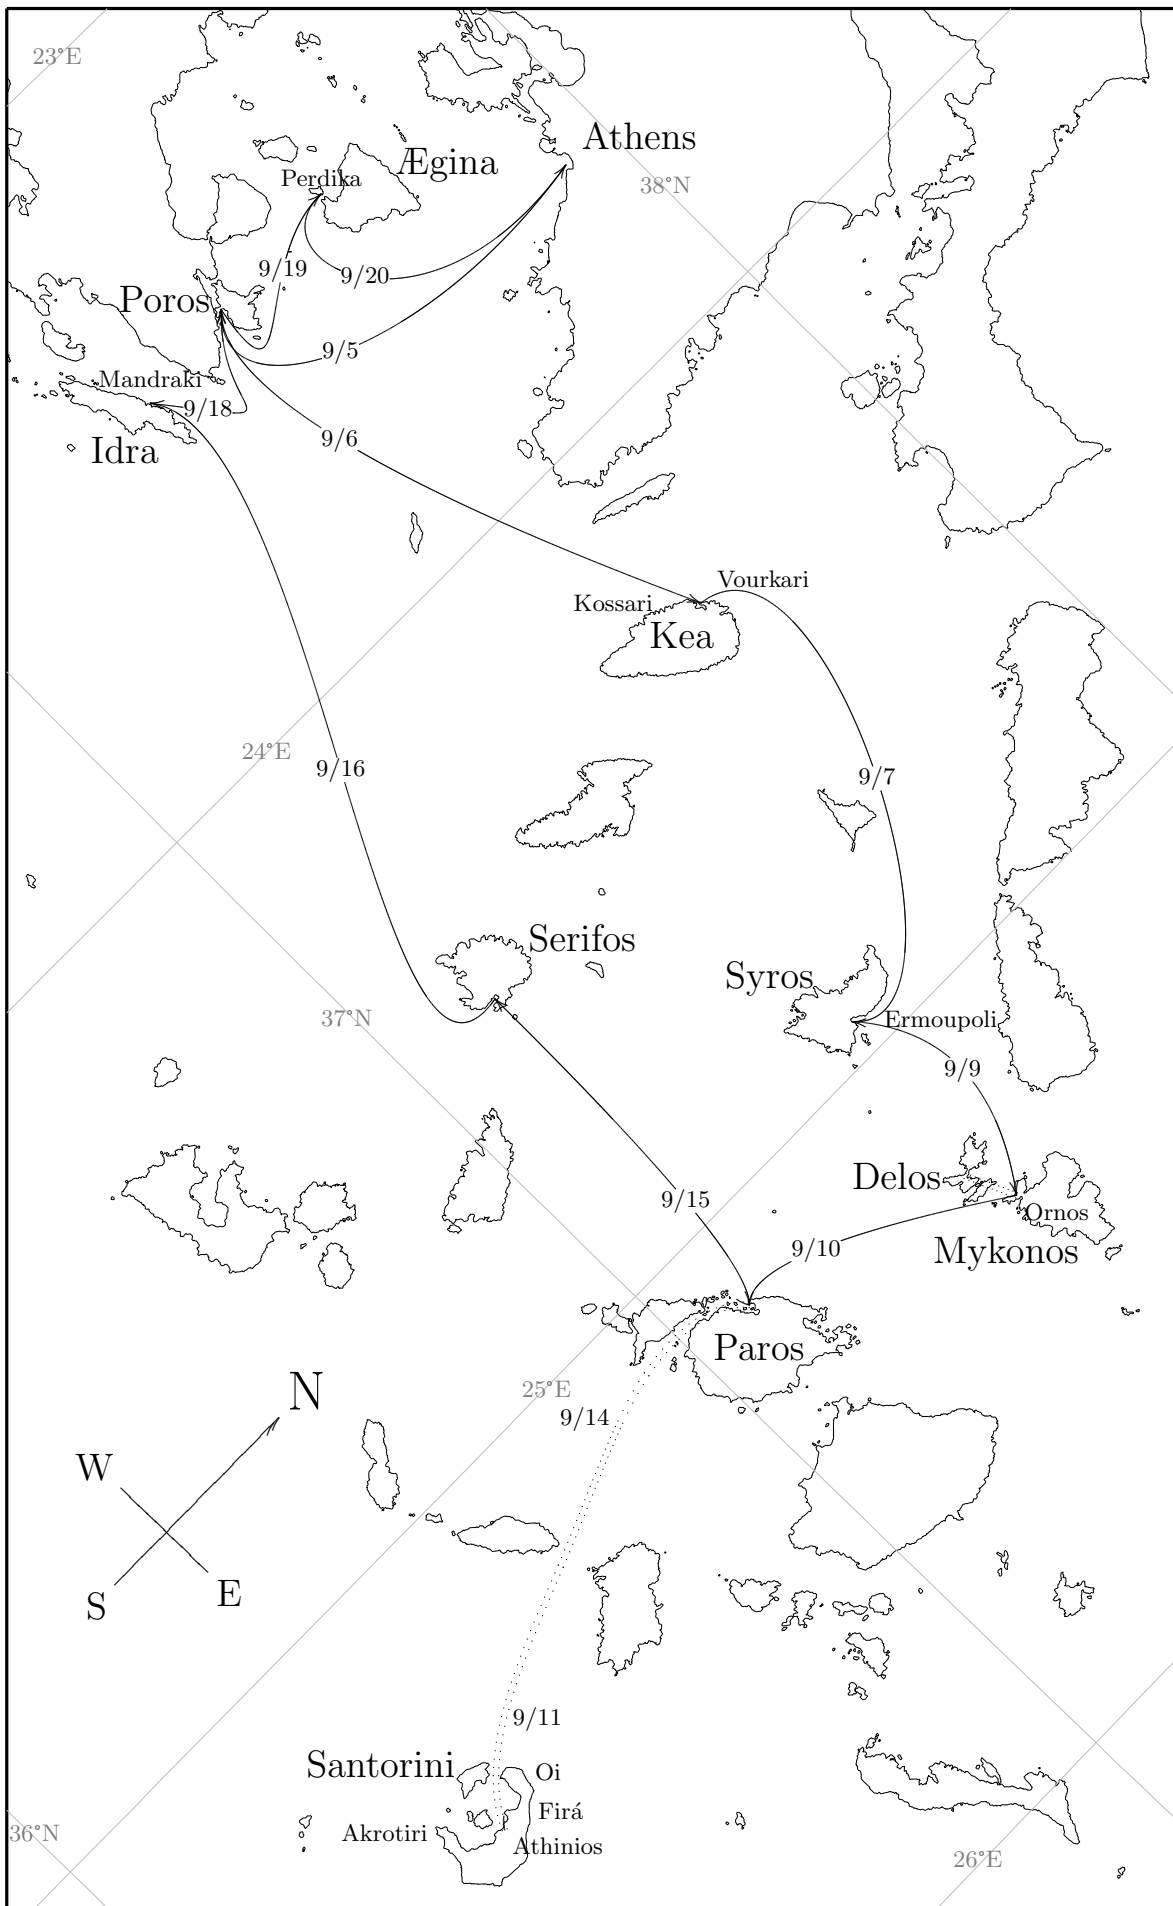 23°E
Athens
Ægina
Perdika
38°N
9/19
9/20
Poros
9/5
Mandraki
9/18
9/6
Idra
Vourkari
Kossari
Kea
24°E
9/16
9/7
Serifos
Syros
37°N
Ermoupoli
9/9
Delos
9/15
Ornos
9/10
Mykonos
Paros
25°E
N
9/14
W
S
E
9/11
Santorini
Oi
Firá
Akrotiri
36°N
Athinios
26°E